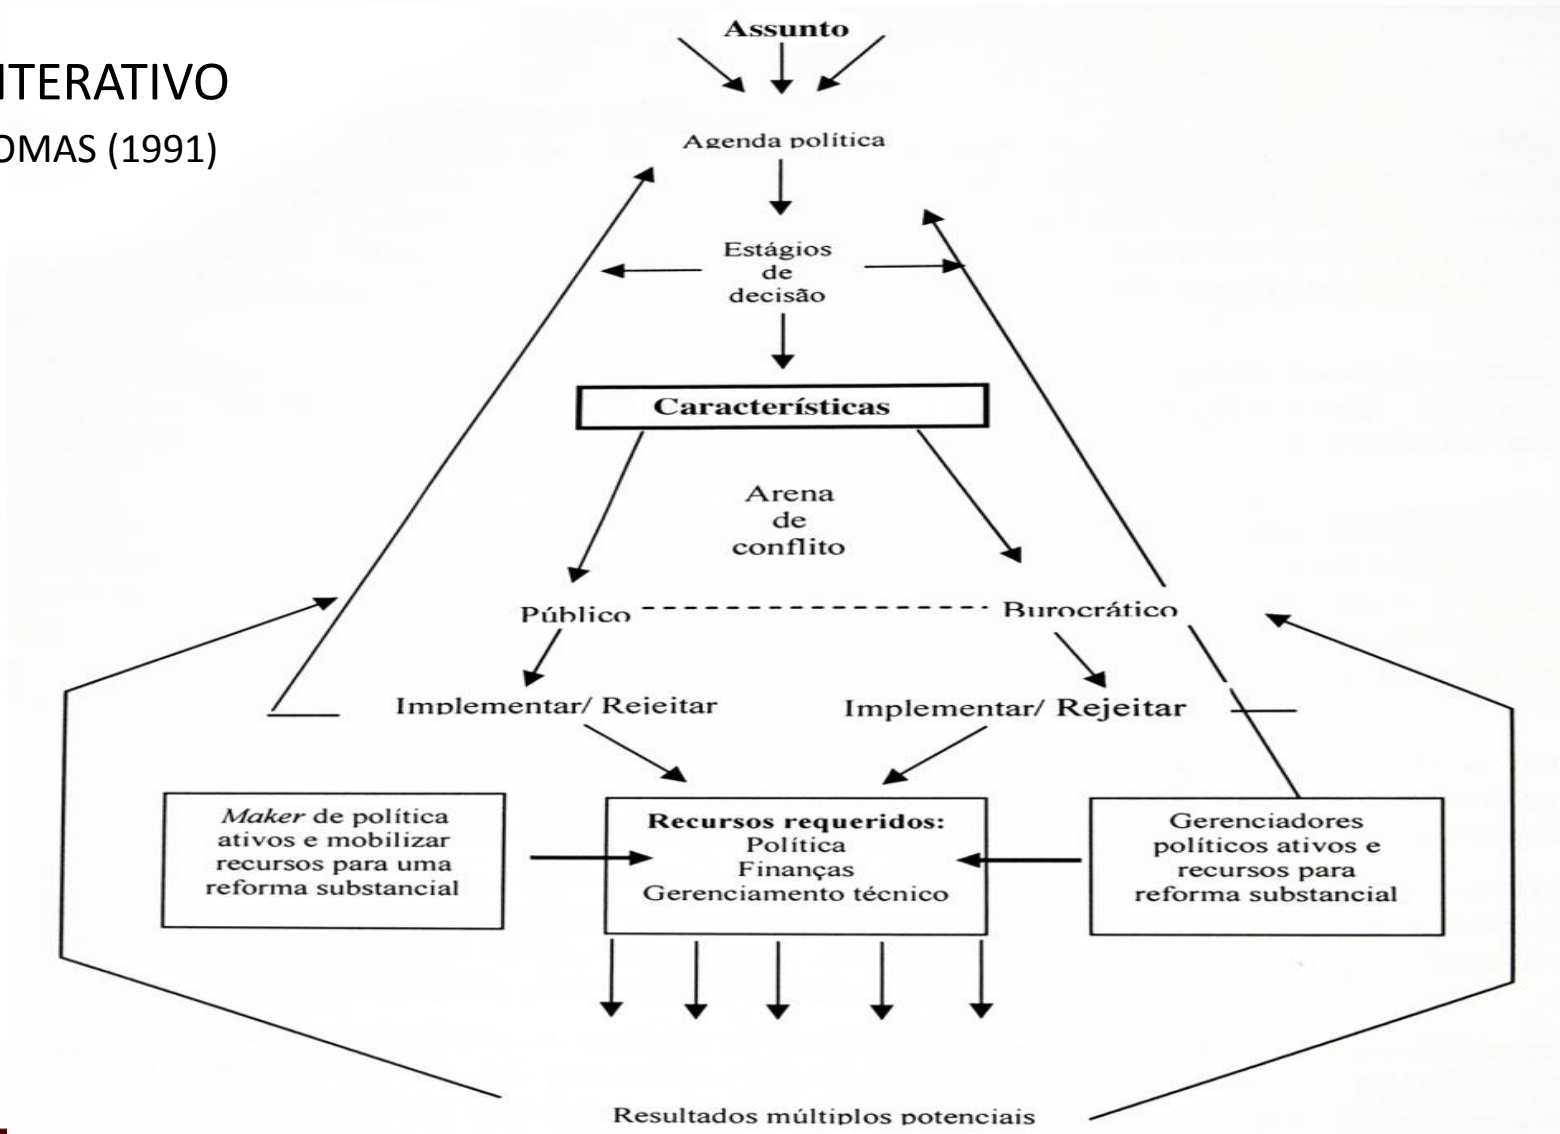 Assunto
ITERATIVO
OMAS (1991)
Agenda política
Estágios
de
decisão
Características
Arena
de
conflito
Público
Burocrático
Implementar/ Rejeitar
Implementar/ Rejeitar
Maker de política
ativos e mobilizar
recursos para uma
reforma substancial
Recursos requeridos:
Política
Finanças
Gerenciamento técnico
Gerenciadores
políticos ativos e
recursos para
reforma substancial
Resultados múltiplos potenciais